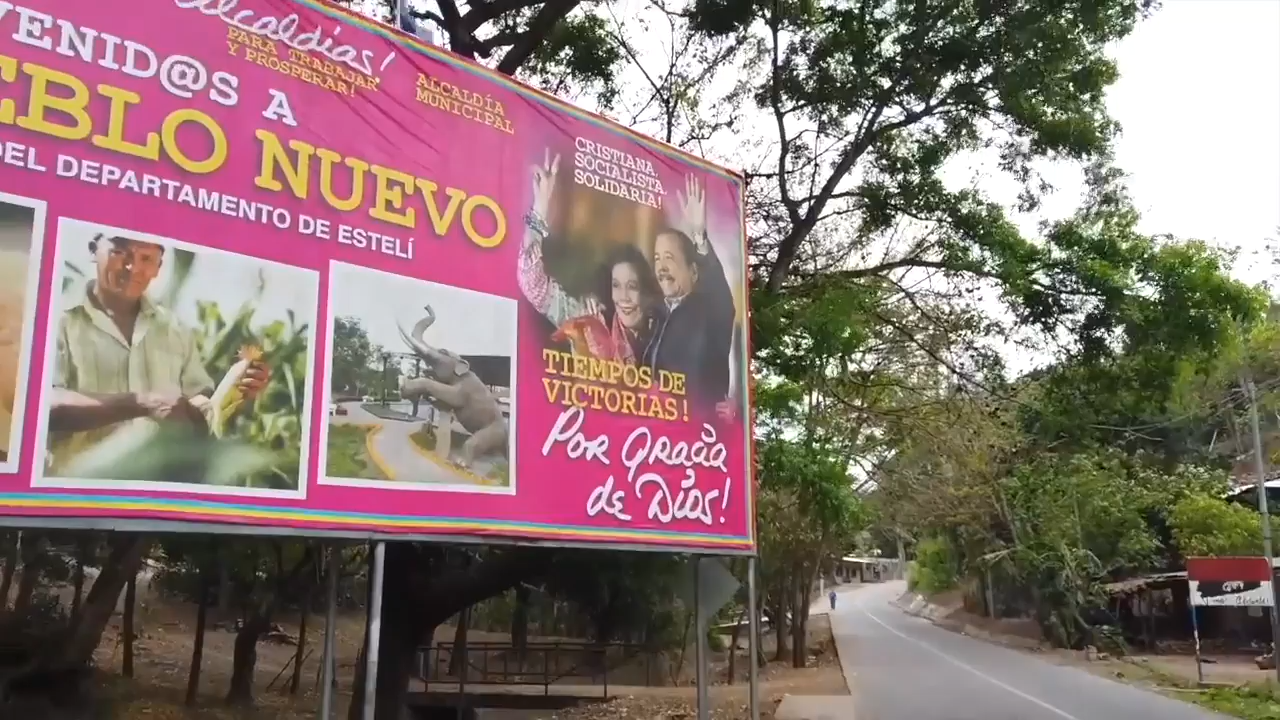 alcaldías!
PARA TRABAJAR
Y PROSPERAR!
ALCALDÍA
MUNICIPAL
VENID@S A
EBLO NUEVO
DEL DEPARTAMENTO DE ESTELÍ
CRISTIANA,
SOCIALISTA,
SOLIDARIA!
TIEMPOS DE
VICTORIAS!
POR GRAÇIA
de Dios!